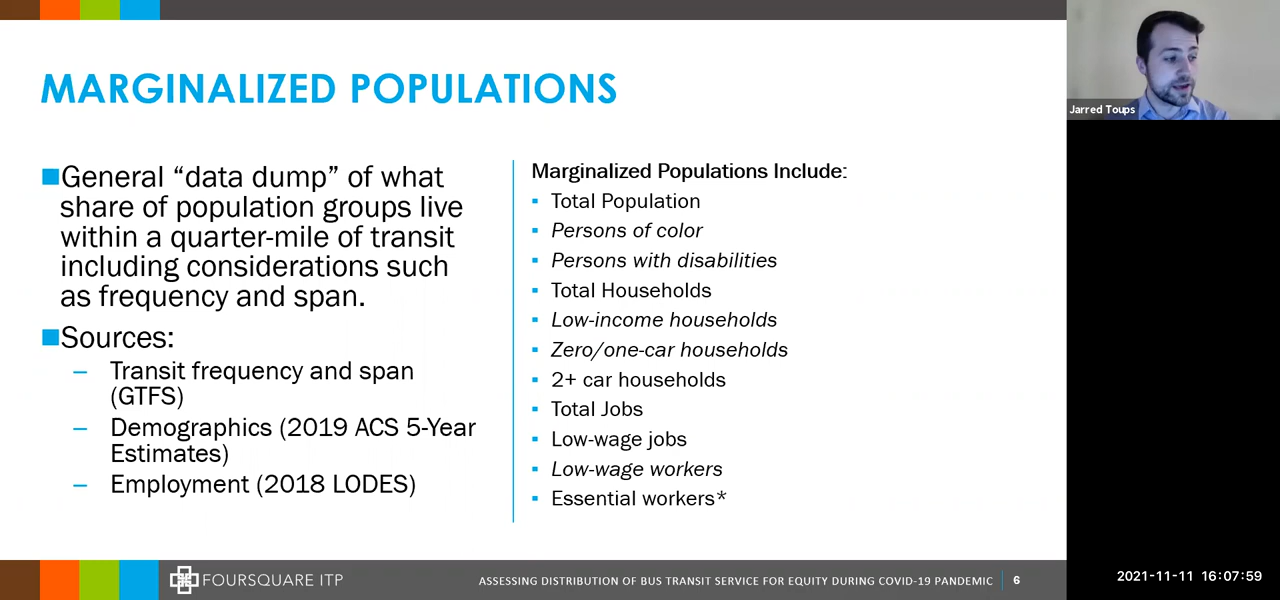 MARGINALIZED POPULATIONS
General “data dump” of what
share of population groups live
within a quarter-mile of transit
including considerations such
as frequency and span.
Sources:
– Transit frequency and span
(GTFS)
– Demographics (2019 ACS 5-Year
Estimates)
– Employment (2018 LODES)
Marginalized Populations Include:
Total Population
Persons of color
Persons with disabilities
Total Households
Low-income households
Zero/one-car households
2+ car households
Total Jobs
Low-wage jobs
Low-wage workers
Essential workers*
FOURSQUARE ITP
ASSESSING DISTRIBUTION OF BUS TRANSIT SERVICE FOR EQUITY DURING COVID-19 PANDEMIC
6
Jarred Toups
2021-11-11 16:07:59